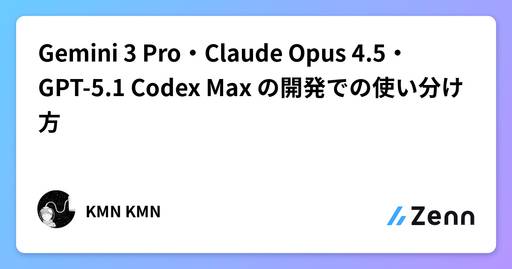 Gemini 3 Pro・Claude Opus 4.5・
GPT-5.1 Codex Max の開発での使い分け
方
KMN KMN
Zenn